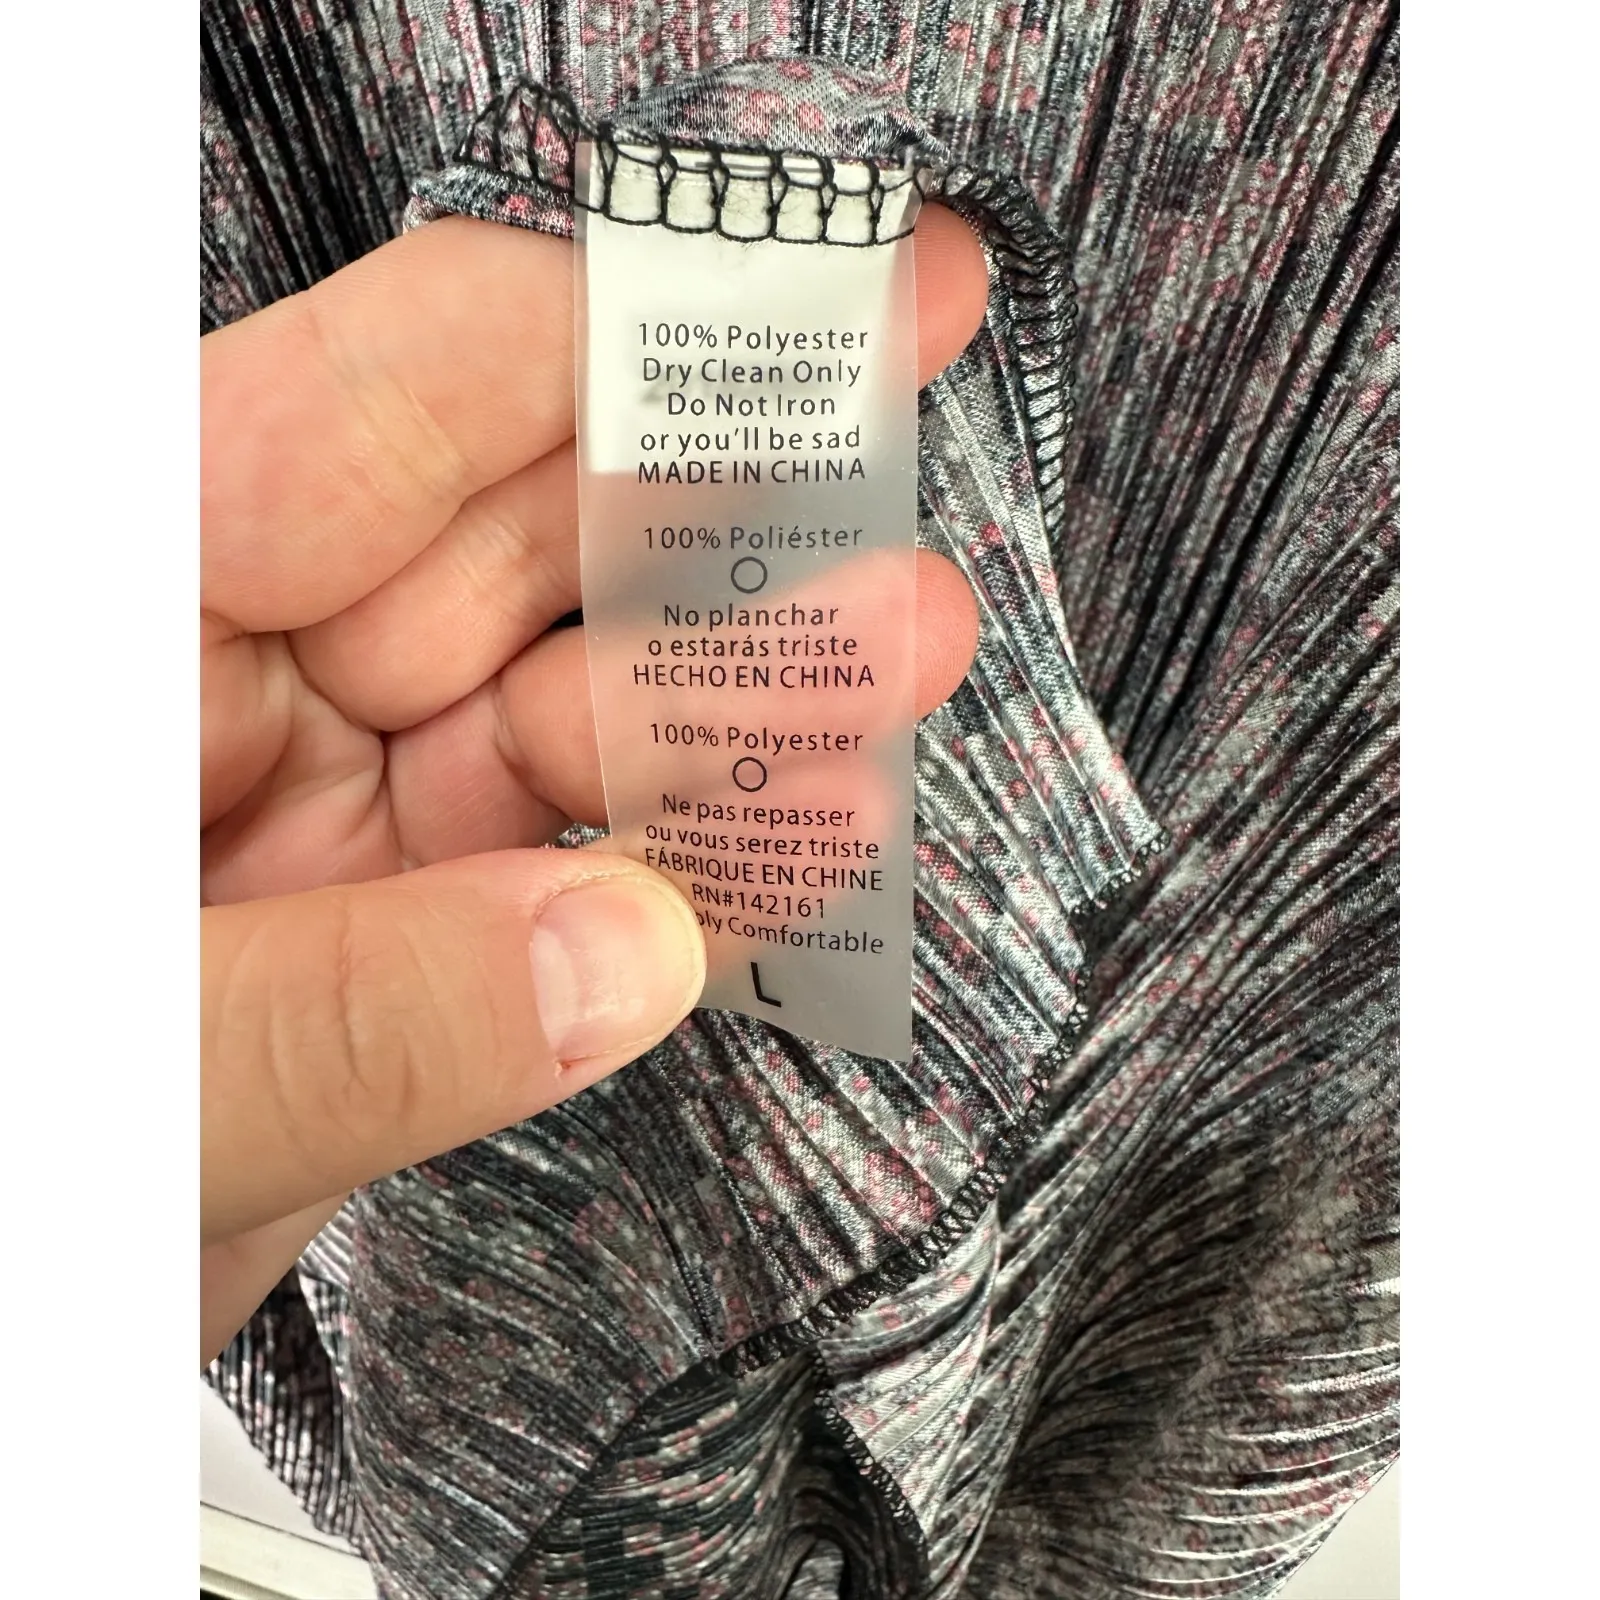 100% Polyester
Dry Clean Only
Do Not Iron
or you'll be sad
MADE IN CHINA
100% Poliéster
No planchar
o estarás triste
HECHO EN CHINA
100% Polyester
Ne pas repasser
ou vous serez triste
FÁBRIQUE EN CHINE
RN#142161
Comfortable
L